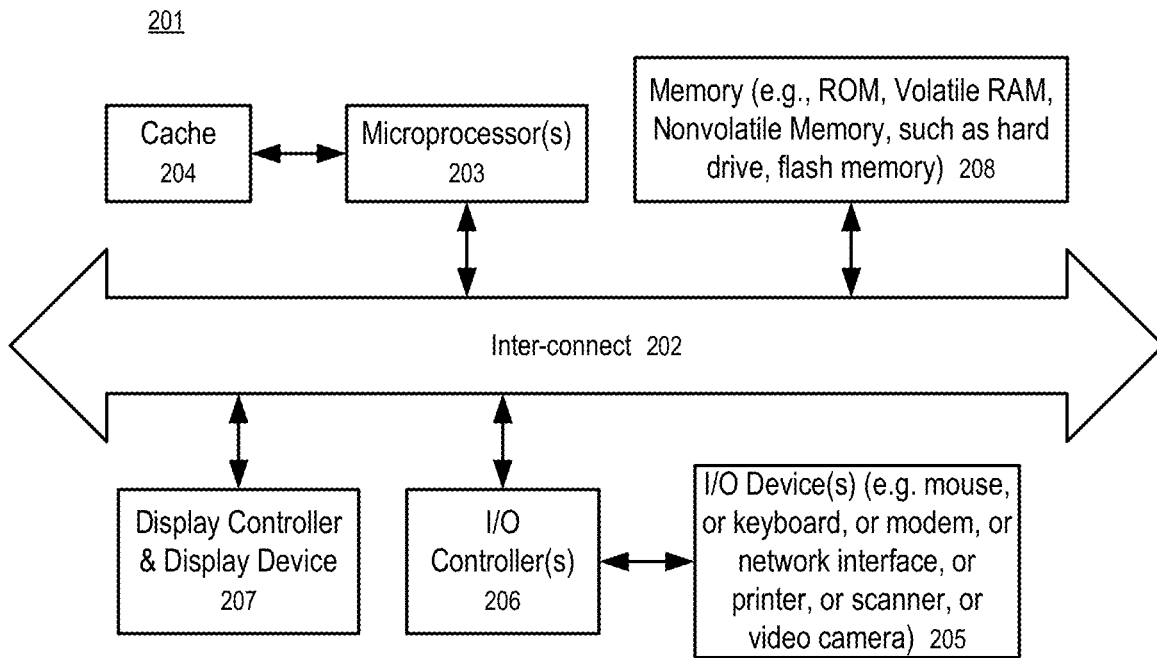 201
Cache
204
Microprocessor(s)
203
Memory (e.g., ROM, Volatile RAM,
Nonvolatile Memory, such as hard
drive, flash memory) 208
Inter-connect 202
Display Controller
& Display Device
207
I/O
Controller(s)
206
I/O Device(s) (e.g. mouse,
or keyboard, or modem, or
network interface, or
printer, or scanner, or
video camera) 205